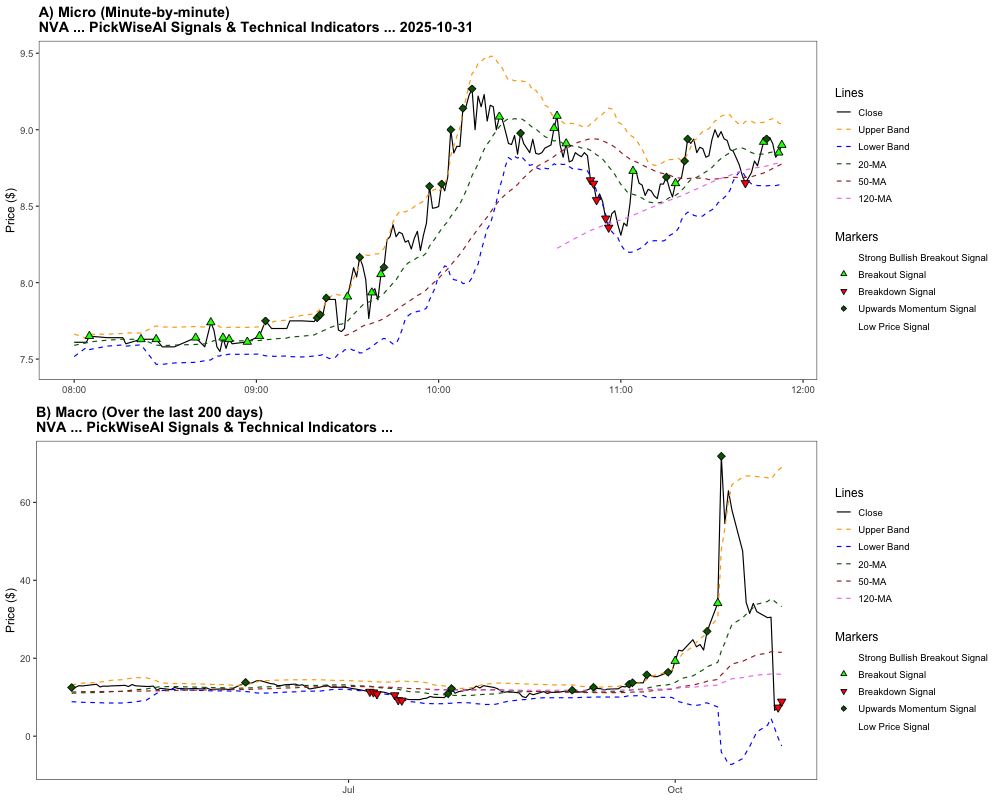 A) Micro (Minute-by-minute)
NVA ... PickWiseAI Signals & Technical Indicators ... 2025-10-31
Price ($)
9.5
9.0
8.5
8.0
7.5
08:00 09:00 10:00 11:00 12:00
Lines
Close
Upper Band
Lower Band
20-MA
50-MA
120-MA
Markers
Strong Bullish Breakout Signal
Breakout Signal
Breakdown Signal
Upwards Momentum Signal
Low Price Signal
B) Macro (Over the last 200 days)
NVA ... PickWiseAI Signals & Technical Indicators ...
Price ($)
60
40
20
0
Jul Oct
Lines
Close
Upper Band
Lower Band
20-MA
50-MA
120-MA
Markers
Strong Bullish Breakout Signal
Breakout Signal
Breakdown Signal
Upwards Momentum Signal
Low Price Signal